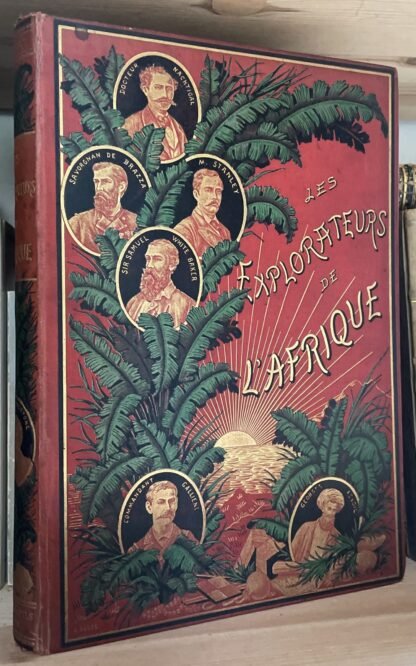 DOCTEUR NACHTIGAL
SAVORGNAN DE BRAZZA
M. STANLEY
SIR SAMUEL WHITE BAKER
LES
EXPLORATEURS
DE
L'AFRIQUE
COMMANDANT GALLIENI